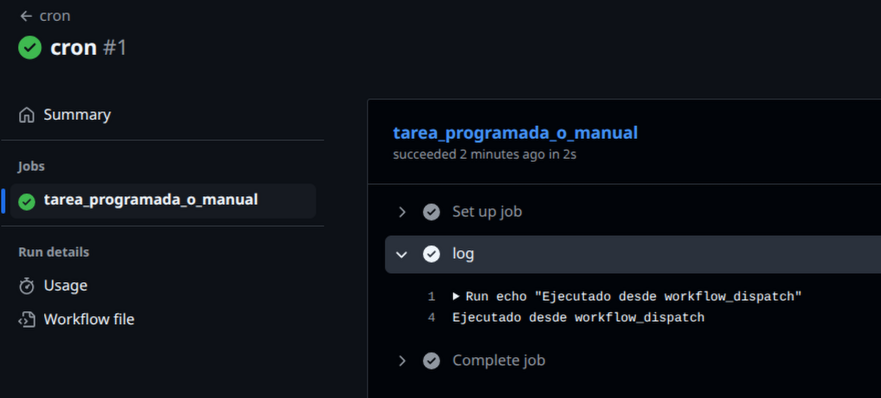 ← cron
cron #1
Summary
Jobs
tarea_programada_o_manual
Run details
Usage
Workflow file
tarea_programada_o_manual
succeeded 2 minutes ago in 2s
Set up job
log
1 ▶ Run echo "Ejecutado desde workflow_dispatch"
4 Ejecutado desde workflow_dispatch
Complete job